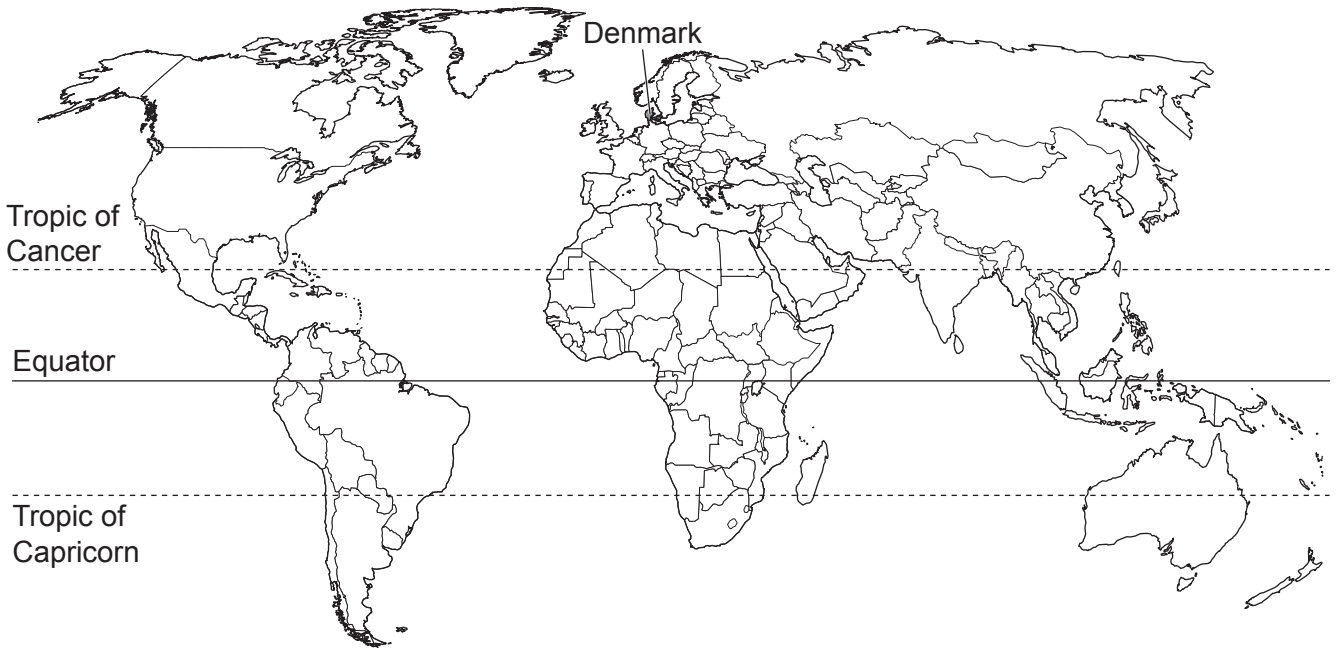 Denmark
Tropic of
Cancer
Equator
Tropic of
Capricorn